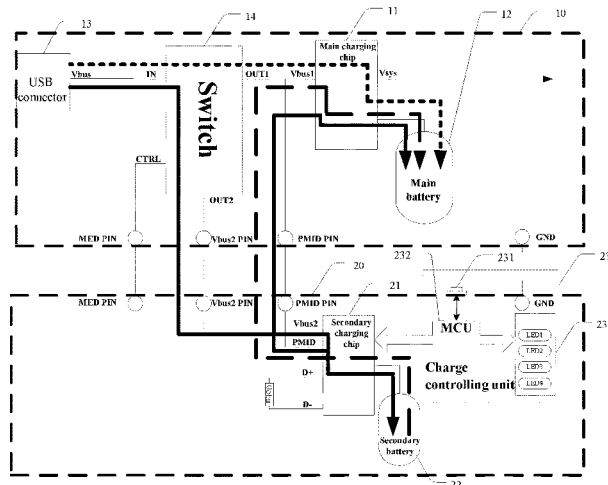 13
14
11
12
10
USB connector
Vbus
IN
Switch
OUT1
Vbus1
Main charging chip
Vsys
CTRL
OUT2
Main battery
MED PIN
Vbus2 PIN
PMID PIN
GND
20
21
232
231
MED PIN
Vbus2 PIN
PMID PIN
GND
Vbus2
PMID
Secondary charging chip
MCU
Charge controlling unit
LED1
LED2
LED3
LED4
D+
D-
Secondary battery
22